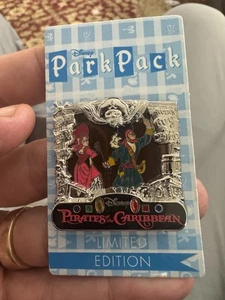 Disney
Park Pack
Disney
PIRATES of the CARIBBEAN
LIMITED
EDITION